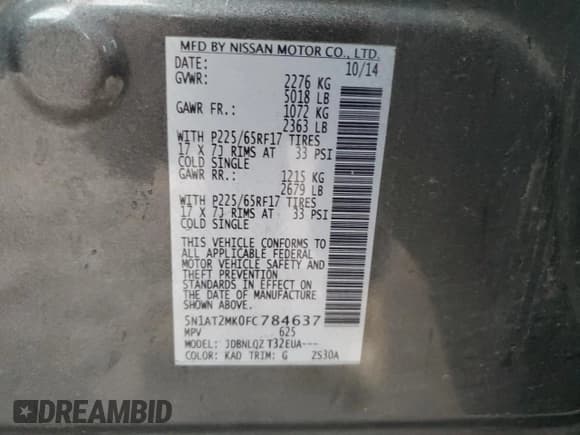 MFD BY NISSAN MOTOR CO., LTD.
DATE: 10/14
GVWR: 2276 KG
5018 LB
GAWR FR.: 1072 KG
2363 LB
WITH P225/65RF17 TIRES
17 X 7J RIMS AT 33 PSI
COLD SINGLE
GAWR RR.: 1215 KG
2679 LB
WITH P225/65RF17 TIRES
17 X 7J RIMS AT 33 PSI
COLD SINGLE
THIS VEHICLE CONFORMS TO
ALL APPLICABLE FEDERAL
MOTOR VEHICLE SAFETY AND
THEFT PREVENTION
STANDARDS IN EFFECT ON
THE DATE OF MANUFACTURE
SHOWN ABOVE.
5N1AT2MK0FC784637
MPV 625
MODEL: JDBNLQZ T32EUA---
COLOR: KAD TRIM: G 2S30A
DREAMBID